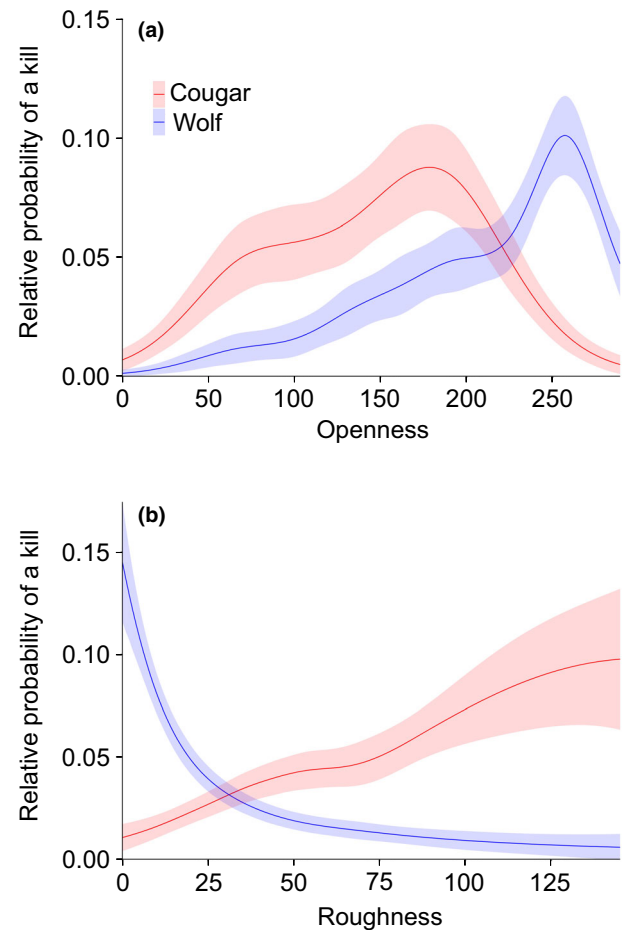 (a)
Relative probability of a kill
0.15
0.10
0.05
0.00
Cougar
Wolf
0 50 100 150 200 250
Openness
(b)
Relative probability of a kill
0.15
0.10
0.05
0.00
0 25 50 75 100 125
Roughness